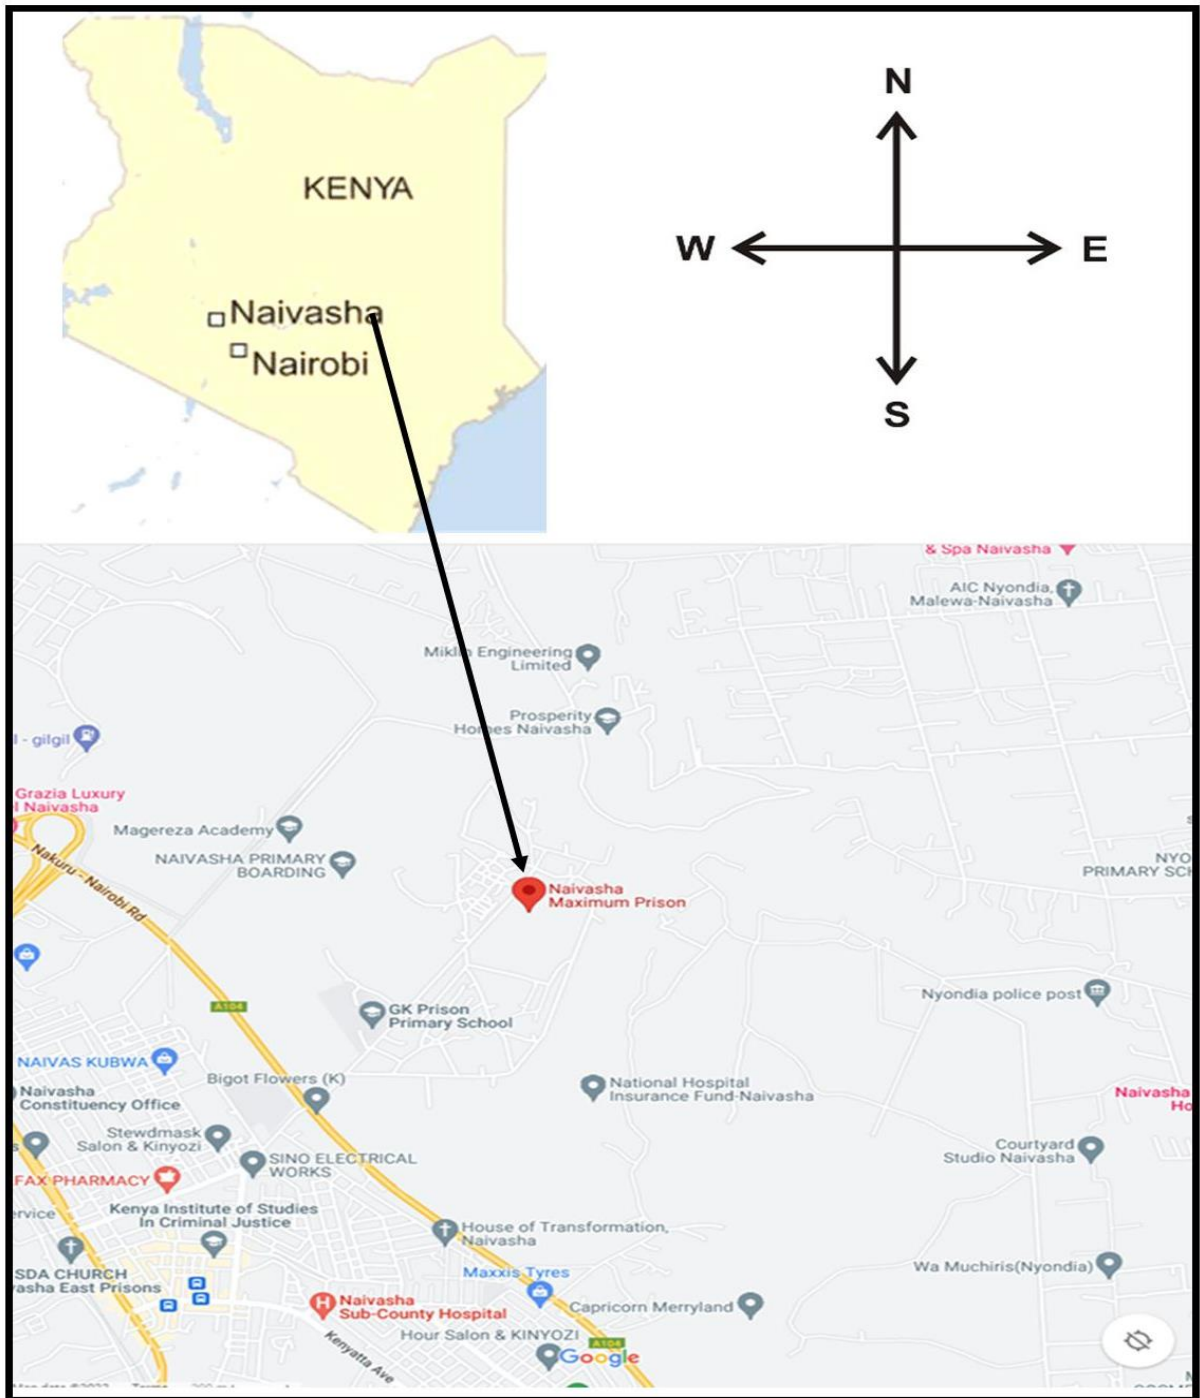 N
KENYA
W
E
Naivasha
Nairobi
S
& Spa Naivasha
AIC Nyondia,
Malewa-Naivasha
Engineering
Limited
Prosperity
Homes Naivasha
l - gilgil
Grazia Luxury
l Naivasha
Magereza Academy
NAIVASHA PRIMARY
BOARDING
Nakuru - Nairobi Rd
NYO
PRIMARY SCH
Naivasha
Maximum Prison
Nyondia police post
A104
GK Prison
Primary School
NAIVAS KUBWA
Bigot Flowers (K)
National Hospital
Insurance Fund-Naivasha
Naivasha
Constituency Office
Naivasha
Ho
Stewdmask
Salon & Kinyozi
SINO ELECTRICAL
WORKS
Courtyard
Studio Naivasha
FAX PHARMACY
Kenya Institute of Studies
In Criminal Justice
ervice
House of Transformation,
Naivasha
SDA CHURCH
vasha East Prisons
Maxxis Tyres
Wa Muchiris(Nyondia)
Naivasha
Sub-County Hospital
Capricorn Merryland
Kenyatta Ave
Hour Salon & KINYOZI
A104
Google